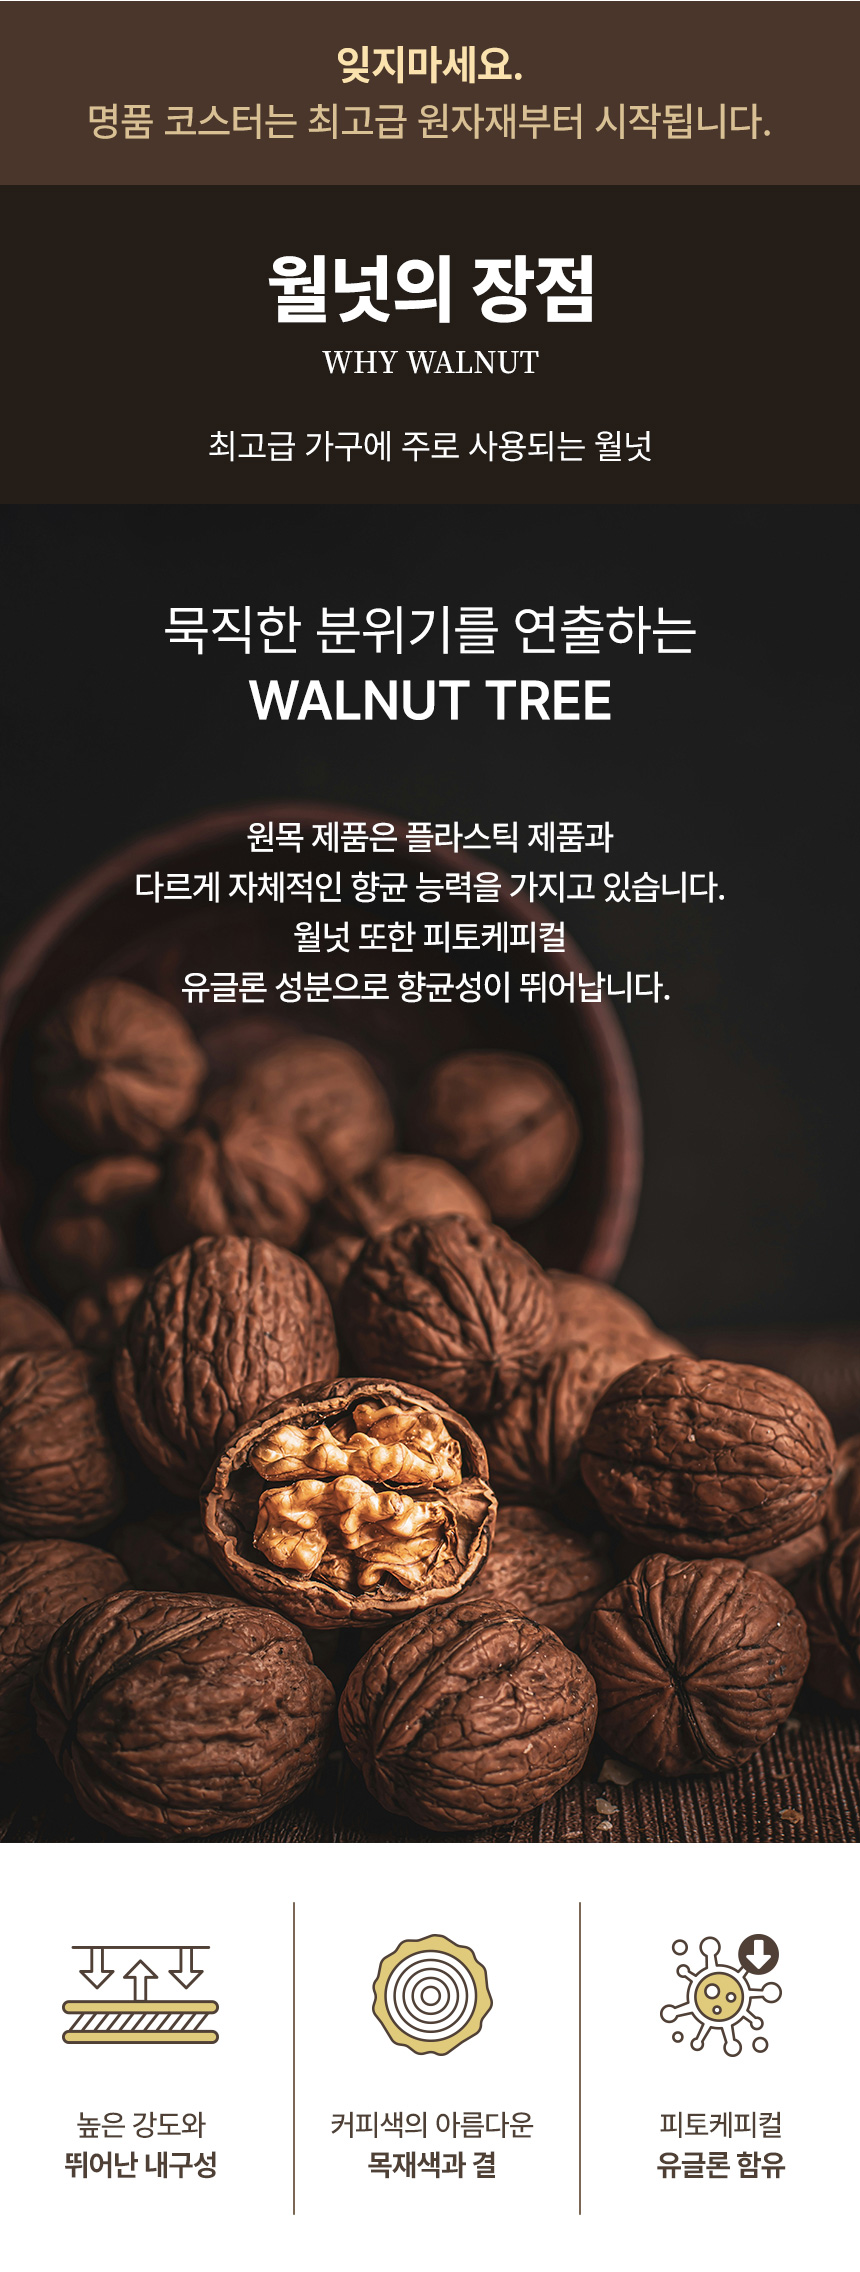 잊지마세요.
명품 코스터는 최고급 원자재부터 시작됩니다.
월넛의 장점
WHY WALNUT
최고급 가구에 주로 사용되는 월넛
묵직한 분위기를 연출하는
WALNUT TREE
원목 제품은 플라스틱 제품과
다르게 자체적인 향균 능력을 가지고 있습니다.
월넛 또한 피토케피컬
유글론 성분으로 향균성이 뛰어납니다.
높은 강도와
뛰어난 내구성
커피색의 아름다운
목재색과 결
피토케피컬
유글론 함유